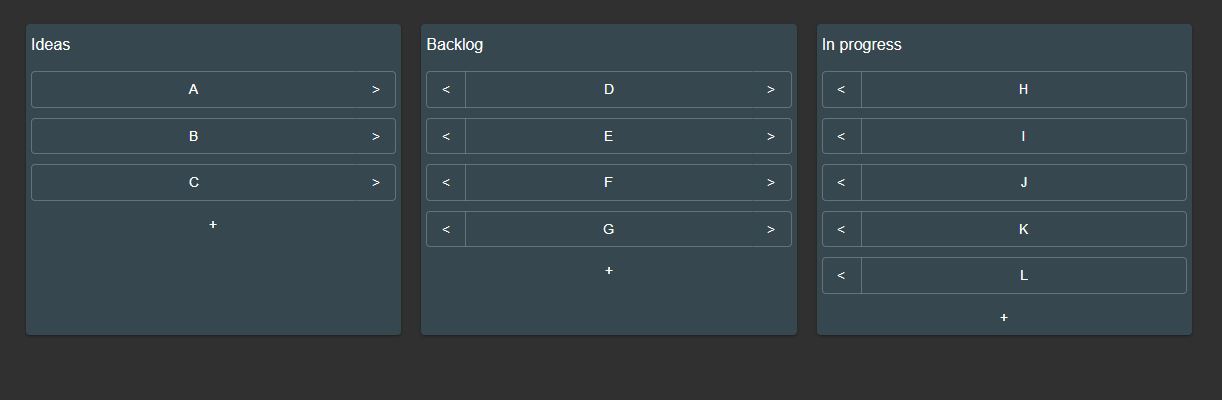 Ideas
A >
B >
C >
+
Backlog
< D >
< E >
< F >
< G >
+
In progress
< H
< I
< J
< K
< L
+